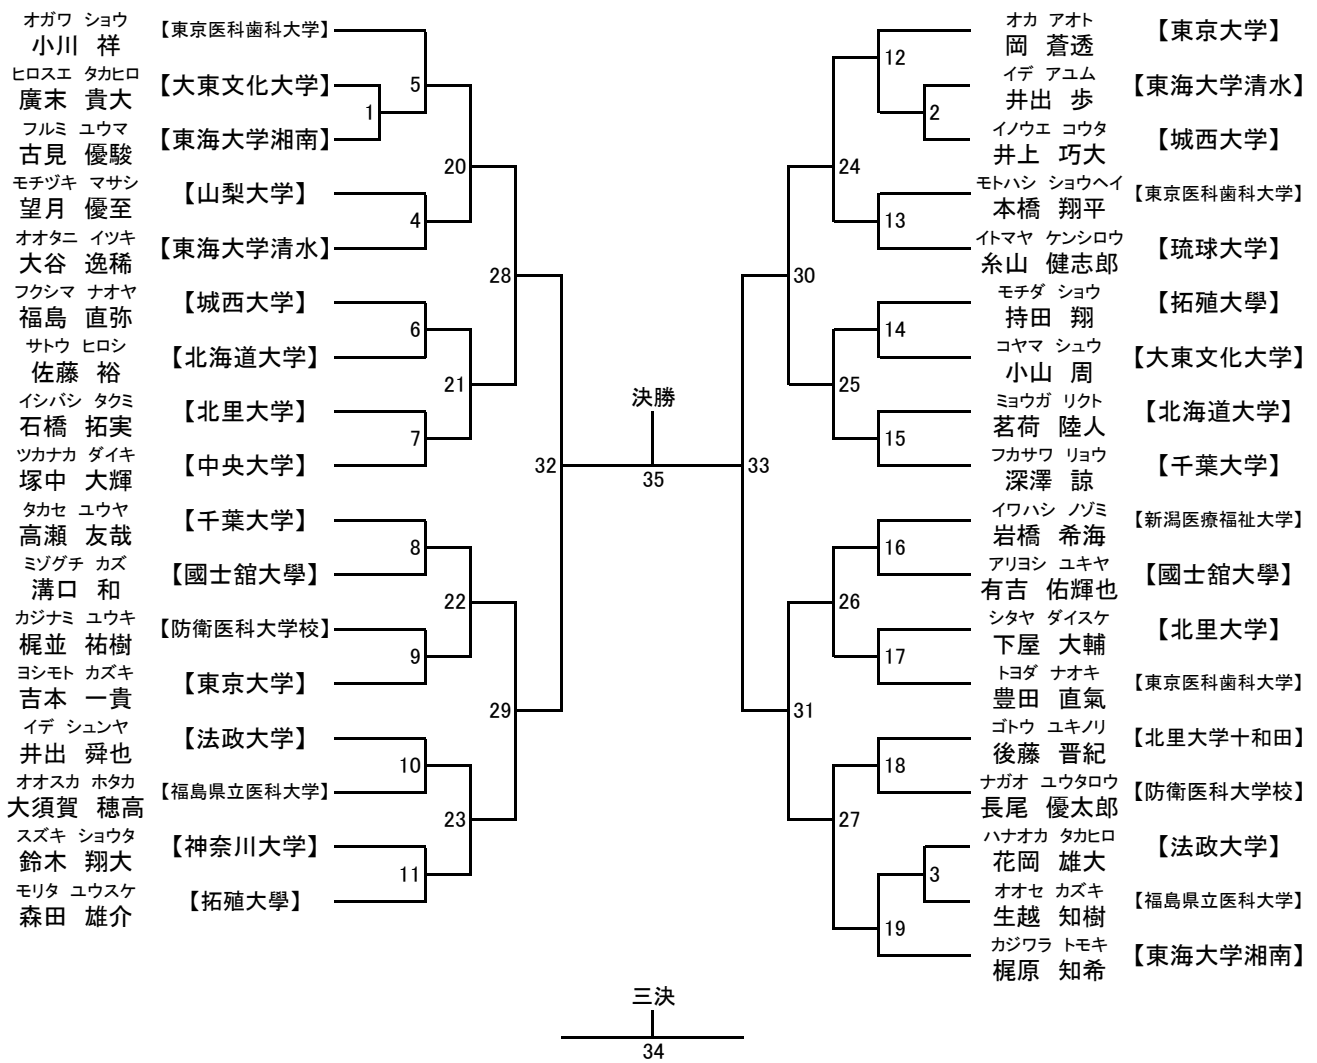 オガワ ショウ
小川 祥 【東京医科歯科大学】
ヒロスエ タカヒロ
廣末 貴大 【大東文化大学】
フルミ ユウマ
古見 優駿 【東海大学湘南】
モチヅキ マサシ
望月 優至 【山梨大学】
オオタニ イツキ
大谷 逸稀 【東海大学清水】
フクシマ ナオヤ
福島 直弥 【城西大学】
サトウ ヒロシ
佐藤 裕 【北海道大学】
イシバシ タクミ
石橋 拓実 【北里大学】
ツカナカ ダイキ
塚中 大輝 【中央大学】
タカセ ユウヤ
高瀬 友哉 【千葉大学】
ミゾグチ カズ
溝口 和 【國士舘大學】
カジナミ ユウキ
梶並 祐樹 【防衛医科大学校】
ヨシモト カズキ
吉本 一貴 【東京大学】
イデ シュンヤ
井出 舜也 【法政大学】
オオスカ ホタカ
大須賀 穂高 【福島県立医科大学】
スズキ ショウタ
鈴木 翔大 【神奈川大学】
モリタ ユウスケ
森田 雄介 【拓殖大學】
1
5
4
20
6
7
21
28
8
9
22
10
11
23
29
32
決勝
35
33
12
2
24
13
30
14
25
15
16
26
17
31
18
27
3
19
オカ アオト
岡 蒼透 【東京大学】
イデ アユム
井出 歩 【東海大学清水】
イノウエ コウタ
井上 巧大 【城西大学】
モトハシ ショウヘイ
本橋 翔平 【東京医科歯科大学】
イトマヤ ケンシロウ
糸山 健志郎 【琉球大学】
モチダ ショウ
持田 翔 【拓殖大學】
コヤマ シュウ
小山 周 【大東文化大学】
ミョウガ リクト
茗荷 陸人 【北海道大学】
フカサワ リョウ
深澤 諒 【千葉大学】
イワハシ ノゾミ
岩橋 希海 【新潟医療福祉大学】
アリヨシ ユキヤ
有吉 佑輝也 【國士舘大學】
シタヤ ダイスケ
下屋 大輔 【北里大学】
トヨダ ナオキ
豊田 直氣 【東京医科歯科大学】
ゴトウ ユキノリ
後藤 晋紀 【北里大学十和田】
ナガオ ユウタロウ
長尾 優太郎 【防衛医科大学校】
ハナオカ タカヒロ
花岡 雄大 【法政大学】
オオセ カズキ
生越 知樹 【福島県立医科大学】
カジワラ トモキ
梶原 知希 【東海大学湘南】
三決
34